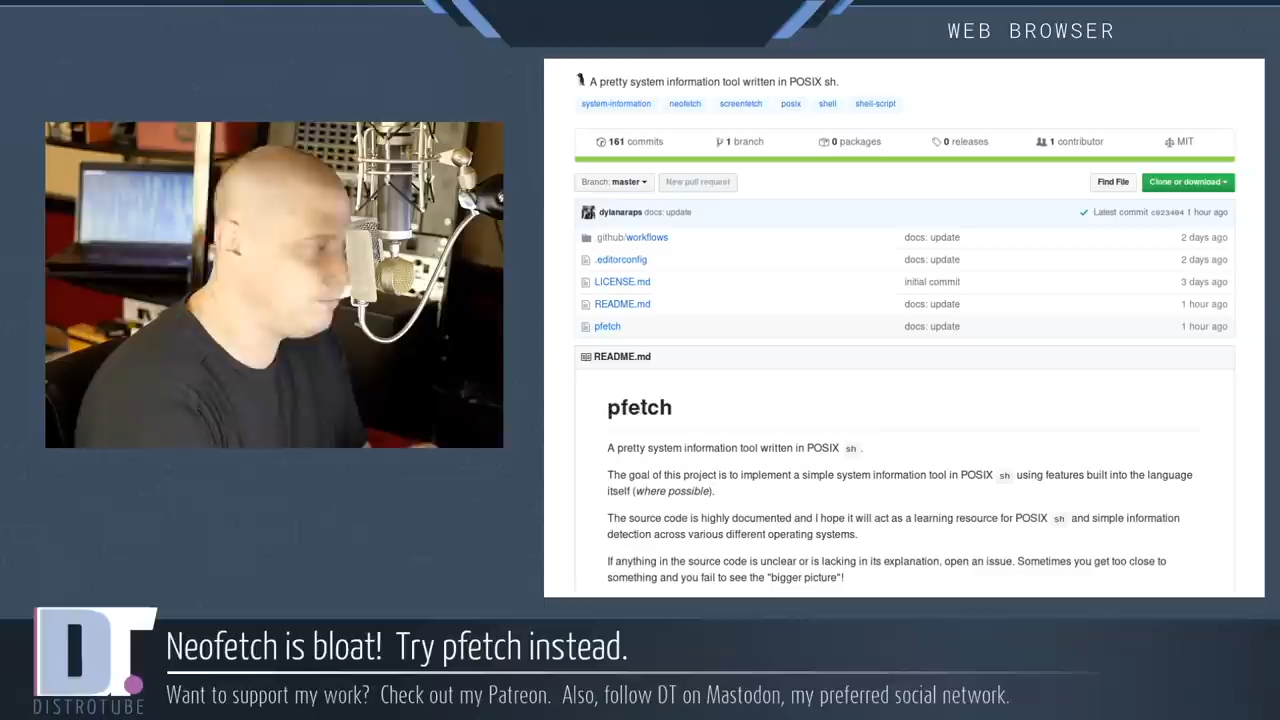 WEB BROWSER
A pretty system information tool written in POSIX sh.
system-information neofetch screenfetch posix shell shell-script
161 commits 1 branch 0 packages 0 releases 1 contributor MIT
Branch: master New pull request Find File Clone or download
dylanaraps docs: update Latest commit c023404 1 hour ago
github/workflows docs: update 2 days ago
.editorconfig docs: update 2 days ago
LICENSE.md initial commit 3 days ago
README.md docs: update 1 hour ago
pfetch docs: update 1 hour ago
README.md
pfetch
A pretty system information tool written in POSIX sh .
The goal of this project is to implement a simple system information tool in POSIX sh using features built into the language
itself (where possible).
The source code is highly documented and I hope it will act as a learning resource for POSIX sh and simple information
detection across various different operating systems.
If anything in the source code is unclear or is lacking in its explanation, open an issue. Sometimes you get too close to
something and you fail to see the "bigger picture"!
DT
DISTROTUBE
Neofetch is bloat! Try pfetch instead.
Want to support my work? Check out my Patreon. Also, follow DT on Mastodon, my preferred social network.